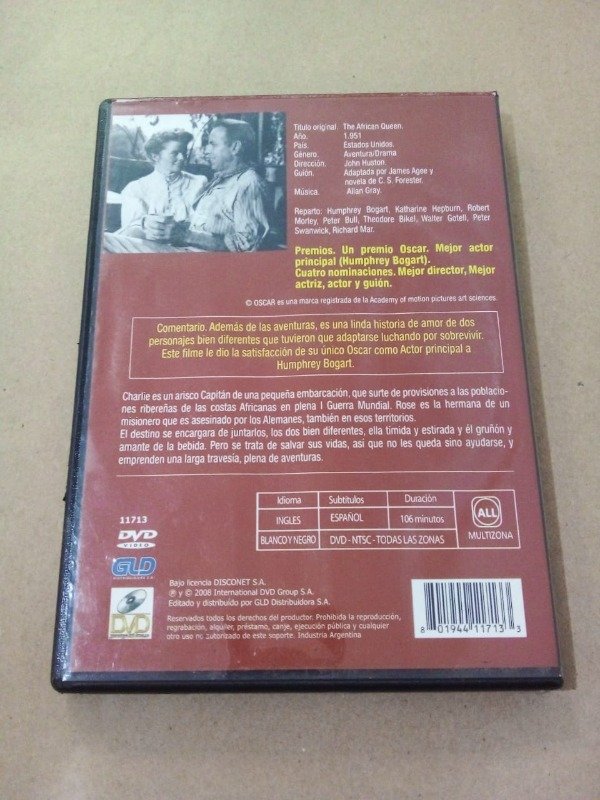 Titulo original. The African Queen.
Año. 1.951
Pais. Estados Unidos.
Género. Aventura/Drama
Dirección. John Huston.
Guión. Adaptada por James Agee y
novela de C. S. Forester.
Música. Allan Gray.
Reparto: Humphrey Bogart, Katharine Hepburn, Robert
Morley, Peter Bull, Theodore Bikel, Walter Gotell, Peter
Swanwick, Richard Mar.
Premios. Un premio Oscar. Mejor actor
principal (Humphrey Bogart).
Cuatro nominaciones. Mejor director, Mejor
actriz, actor y guión.
© OSCAR es una marca registrada de la Academy of motion pictures art sciences.
Comentario. Además de las aventuras, es una linda historia de amor de dos
personajes bien diferentes que tuvieron que adaptarse luchando por sobrevivir.
Este filme le dio la satisfacción de su único Oscar como Actor principal a
Humphrey Bogart.
Charlie es un arisco Capitán de una pequeña embarcación, que surte de provisiones a las poblacio-
nes ribereñas de las costas Africanas en plena I Guerra Mundial. Rose es la hermana de un
misionero que es asesinado por los Alemanes, también en esos territorios.
El destino se encargara de juntarlos, los dos bien diferentes, ella timida y estirada y él gruñón y
amante de la bebida. Pero se trata de salvar sus vidas, asi que no les queda sino ayudarse, y
emprenden una larga travesía, plena de aventuras.
Idioma Subtítulos Duración
INGLES ESPAÑOL 106 minutos
BLANCO Y NEGRO DVD - NTSC - TODAS LAS ZONAS
ALL
MULTIZONA
11713
DVD
VIDEO
GLD
DISTRIBUIDORA S.A.
DVD
Bajo licencia DISCONET S.A.
℗ y © 2008 International DVD Group S.A.
Editado y distribuído por GLD Distribuidora S.A.
Reservados todos los derechos del productor. Prohibida la reproducción,
regrabación, alquiler, préstamo, canje, ejecución pública y cualquier
otro uso no autorizado de este soporte. Industria Argentina
8 01944 11713 3